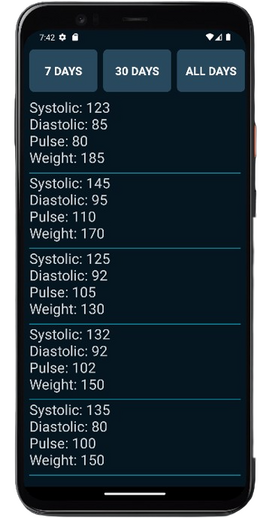 7:42
7 DAYS 30 DAYS ALL DAYS
Systolic: 123
Diastolic: 85
Pulse: 80
Weight: 185
Systolic: 145
Diastolic: 95
Pulse: 110
Weight: 170
Systolic: 125
Diastolic: 92
Pulse: 105
Weight: 130
Systolic: 132
Diastolic: 92
Pulse: 102
Weight: 150
Systolic: 135
Diastolic: 80
Pulse: 100
Weight: 150